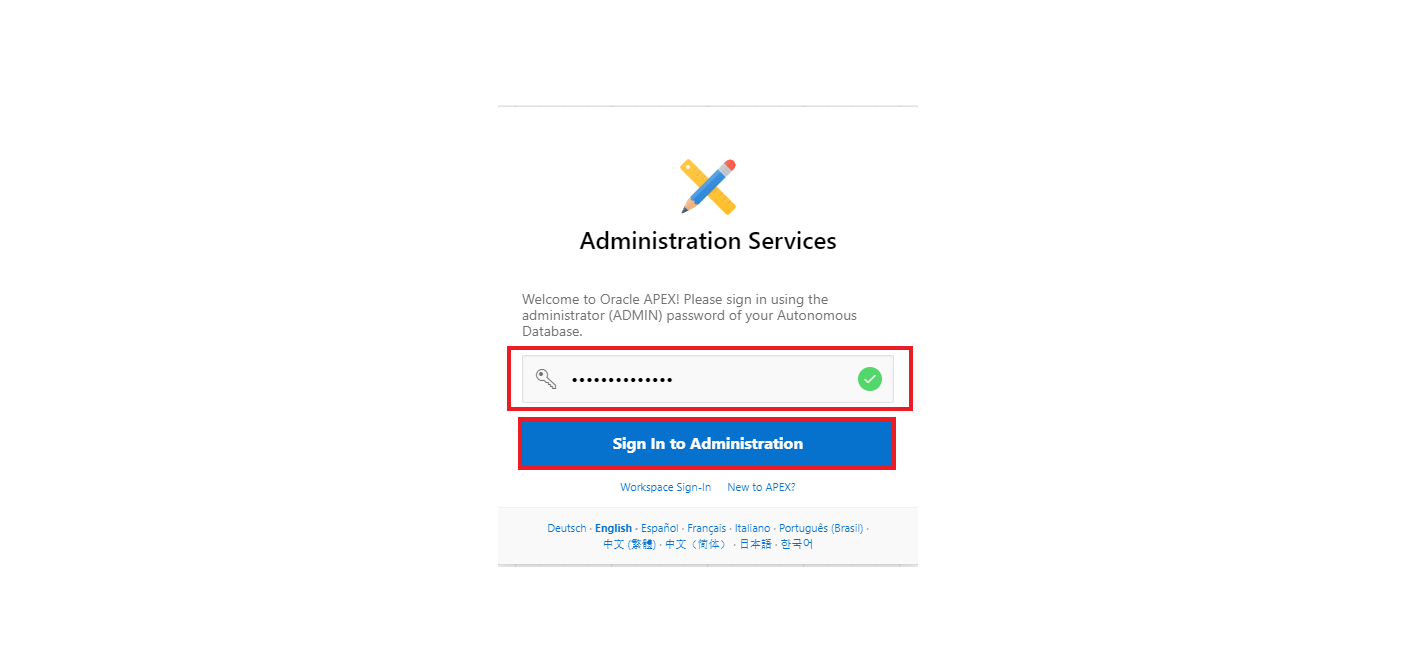 Administration Services
Welcome to Oracle APEX! Please sign in using the
administrator (ADMIN) password of your Autonomous
Database.
••••••••••••••
Sign In to Administration
Workspace Sign-In New to APEX?
Deutsch · English · Español · Français · Italiano · Português (Brasil) ·
中文 (繁體) · 中文（简体） · 日本語 · 한국어